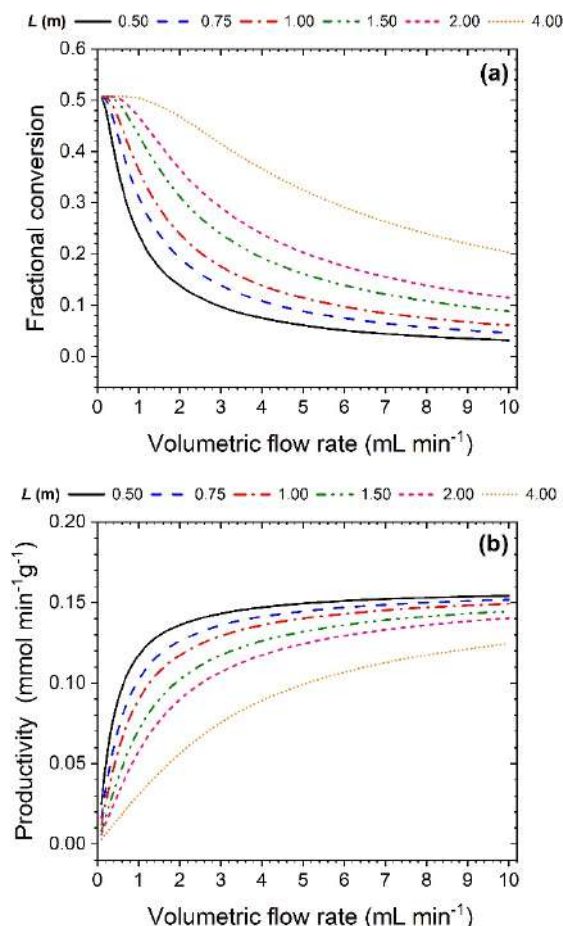 L (m) 0.50 0.75 1.00 1.50 2.00 4.00
(a)
0.6
0.5
0.4
0.3
0.2
0.1
0.0
Fractional conversion
0 1 2 3 4 5 6 7 8 9 10
Volumetric flow rate (mL min⁻¹)
L (m) 0.50 0.75 1.00 1.50 2.00 4.00
(b)
0.20
0.15
0.10
0.05
0.00
Productivity (mmol min⁻¹g⁻¹)
0 1 2 3 4 5 6 7 8 9 10
Volumetric flow rate (mL min⁻¹)